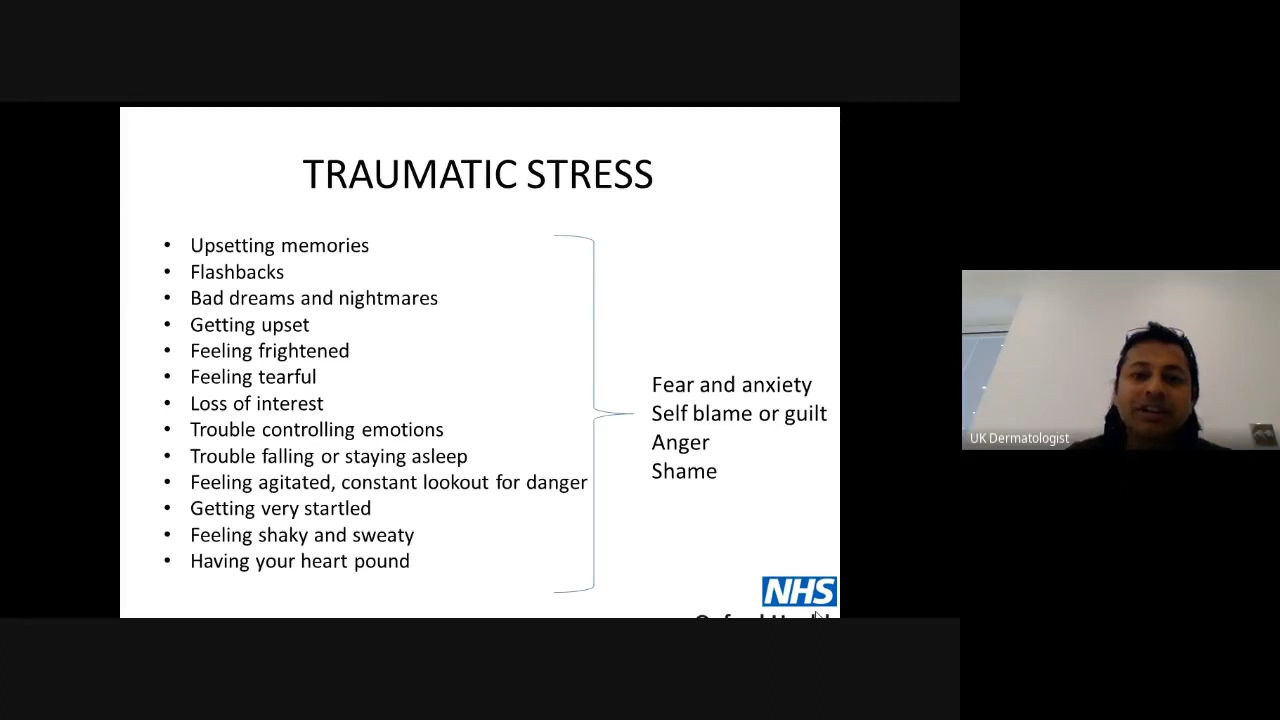 TRAUMATIC STRESS
• Upsetting memories
• Flashbacks
• Bad dreams and nightmares
• Getting upset
• Feeling frightened
• Feeling tearful
• Loss of interest
• Trouble controlling emotions
• Trouble falling or staying asleep
• Feeling agitated, constant lookout for danger
• Getting very startled
• Feeling shaky and sweaty
• Having your heart pound
Fear and anxiety
Self blame or guilt
Anger
Shame
NHS
UK Dermatologist